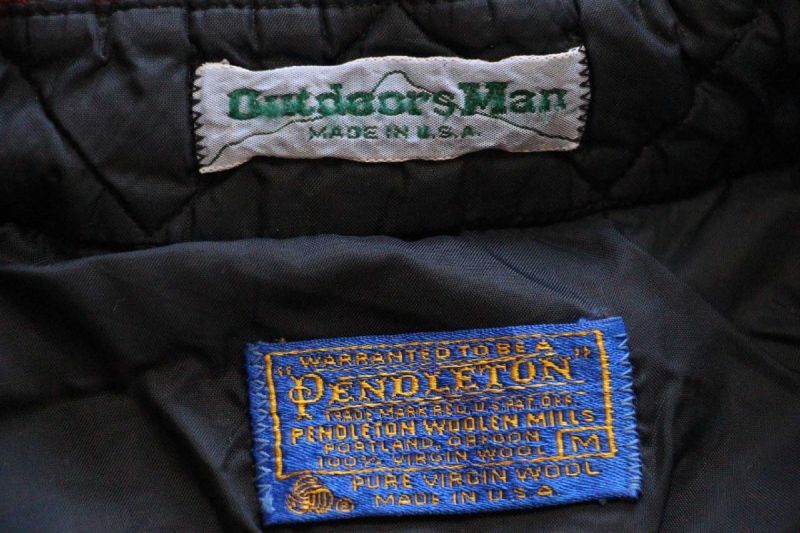 OutdoorsMan
MADE IN U.S.A.
"WARRANTED TO BE A"
PENDLETON
TRADE MARK REG. U.S. PAT. OFF.
PENDLETON WOOLEN MILLS
PORTLAND, OREGON
100% VIRGIN WOOL M
PURE VIRGIN WOOL
® MADE IN U.S.A.